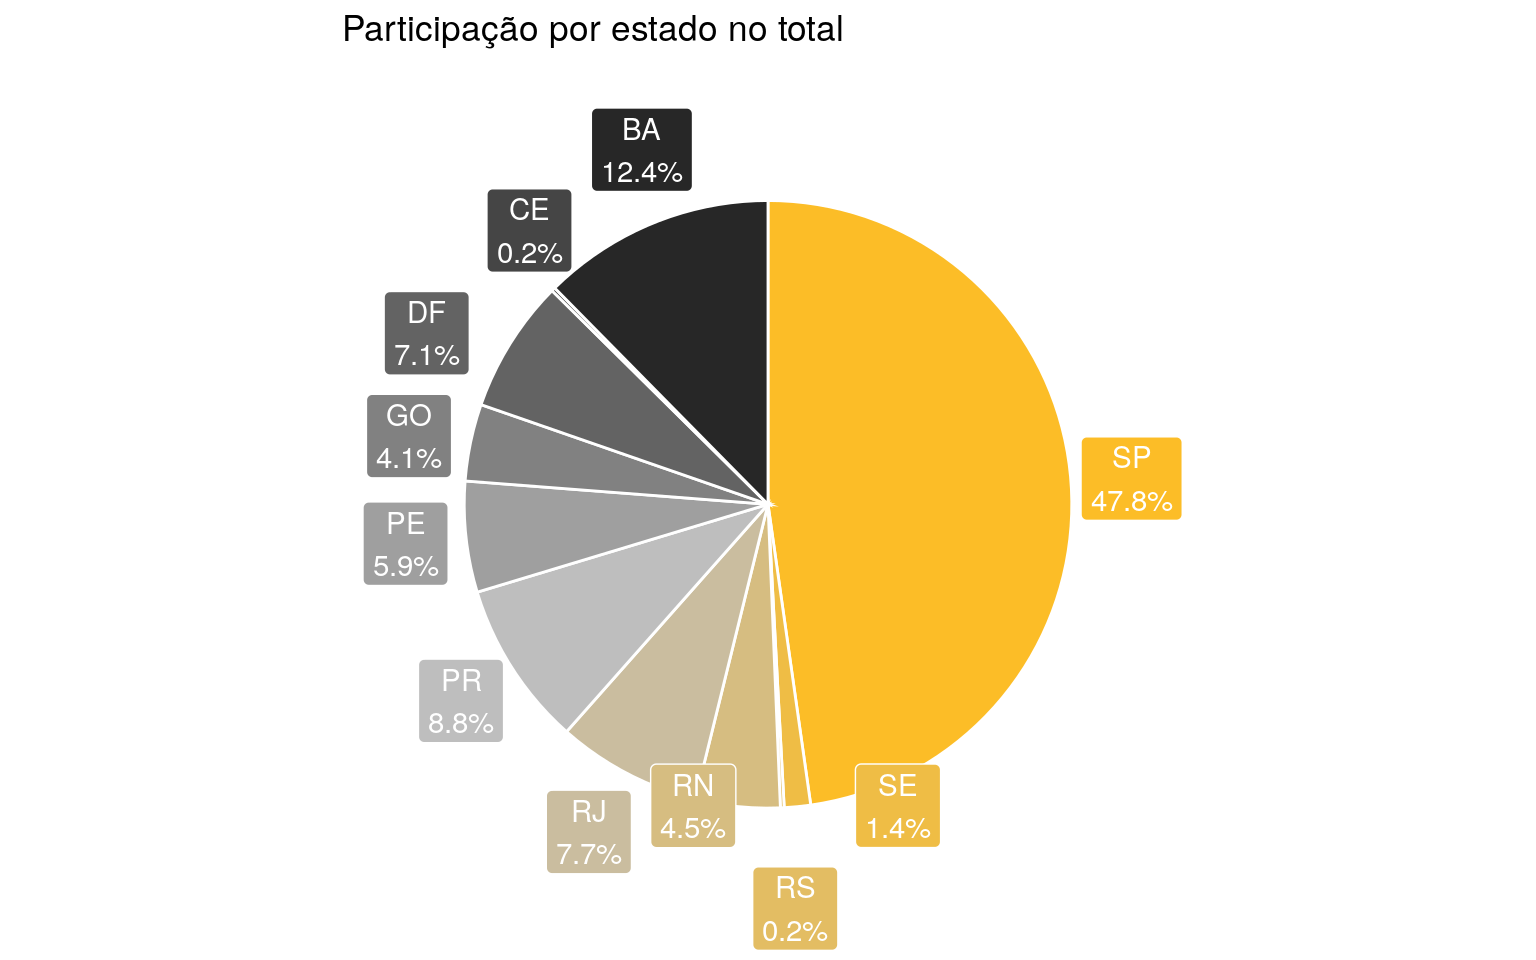 Participação por estado no total
BA
12.4%
CE
0.2%
DF
7.1%
GO
4.1%
SP
47.8%
PE
5.9%
PR
8.8%
RN
4.5%
SE
1.4%
RJ
7.7%
RS
0.2%